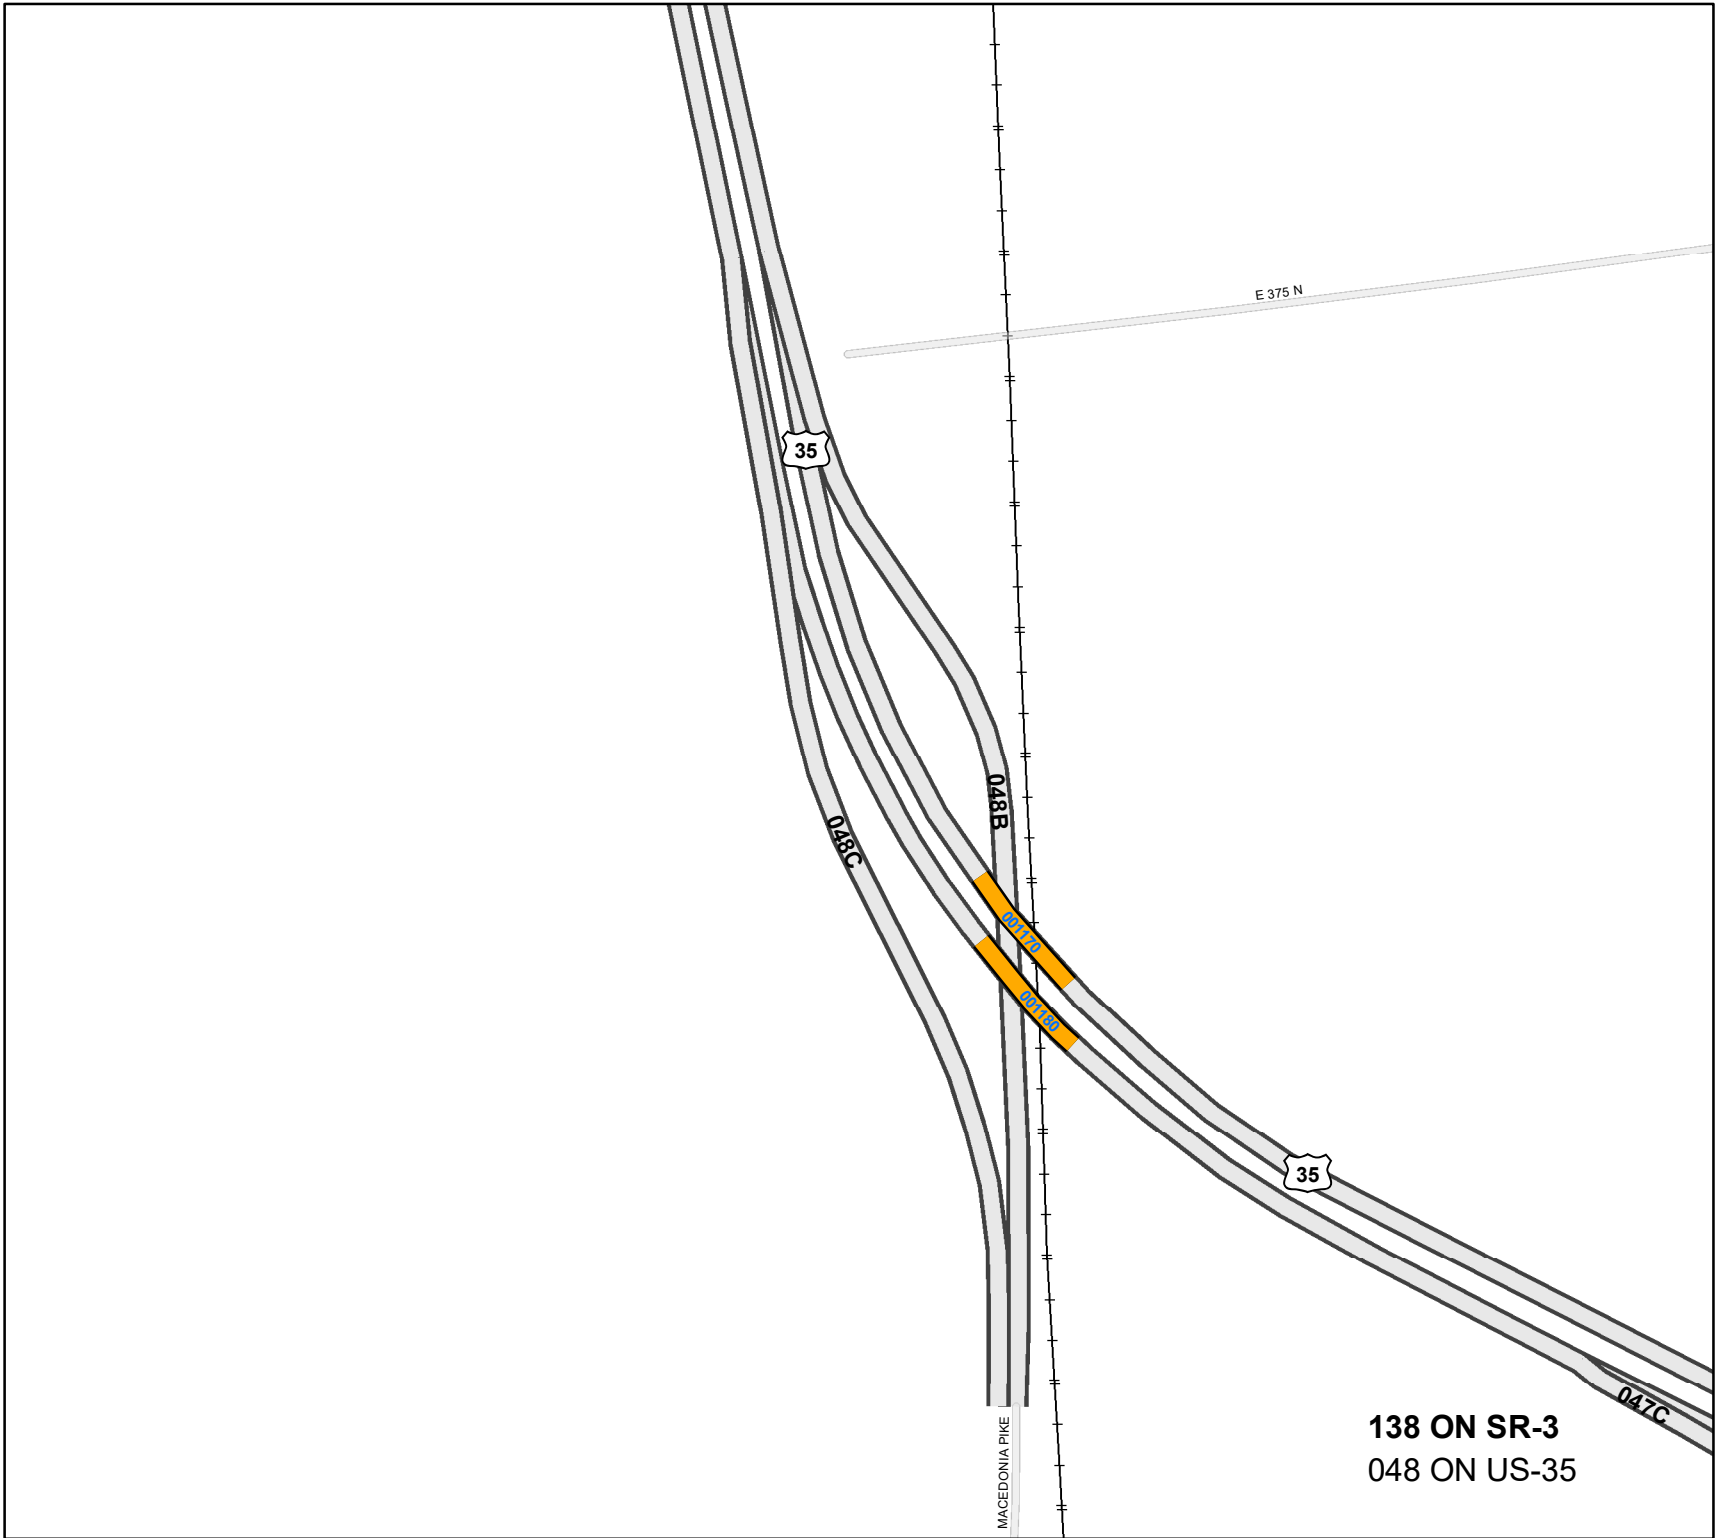 E 375 N
35
048B
048C
001170
001180
35
047C
138 ON SR-3
048 ON US-35
MACEDONIA PIKE